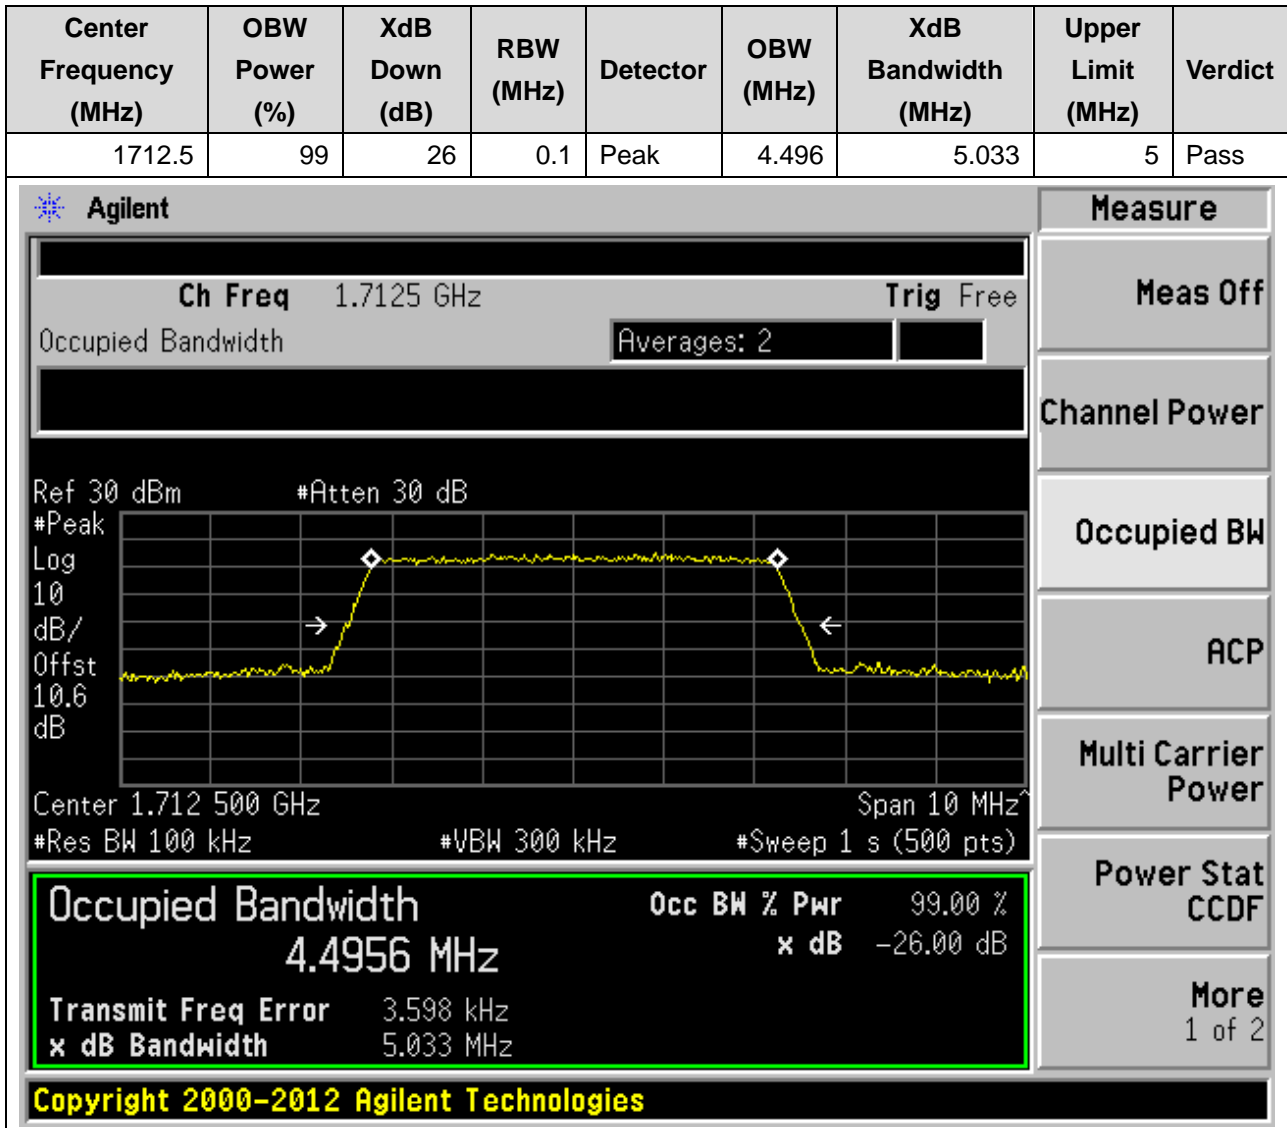 Center Frequency (MHz) OBW Power (%) XdB Down (dB) RBW (MHz) Detector OBW (MHz) XdB Bandwidth (MHz) Upper Limit (MHz) Verdict
1712.5 99 26 0.1 Peak 4.496 5.033 5 Pass
Agilent
Measure
Ch Freq 1.7125 GHz Trig Free
Meas Off
Occupied Bandwidth Averages: 2
Channel Power
Ref 30 dBm #Atten 30 dB
#Peak
Log
10
dB/
Offst
10.6
dB
Occupied BW
ACP
Center 1.712 500 GHz Span 10 MHz^
#Res BW 100 kHz #VBW 300 kHz #Sweep 1 s (500 pts)
Multi Carrier
Power
Occupied Bandwidth Occ BW % Pwr 99.00 %
4.4956 MHz x dB -26.00 dB
Power Stat
CCDF
Transmit Freq Error 3.598 kHz
x dB Bandwidth 5.033 MHz
More
1 of 2
Copyright 2000-2012 Agilent Technologies